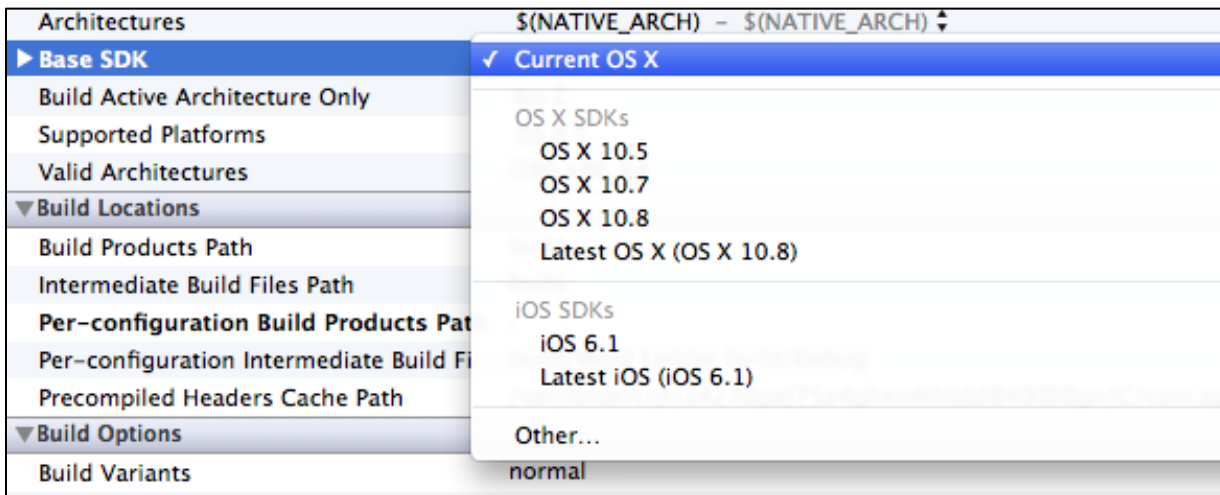 Architectures $(NATIVE_ARCH) – $(NATIVE_ARCH)
Base SDK ✓ Current OS X
Build Active Architecture Only
OS X SDKs
Supported Platforms
OS X 10.5
Valid Architectures
OS X 10.7
Build Locations
OS X 10.8
Build Products Path
Latest OS X (OS X 10.8)
Intermediate Build Files Path
iOS SDKs
Per-configuration Build Products Pat
iOS 6.1
Per-configuration Intermediate Build Fi
Latest iOS (iOS 6.1)
Precompiled Headers Cache Path
Build Options
Other...
Build Variants normal